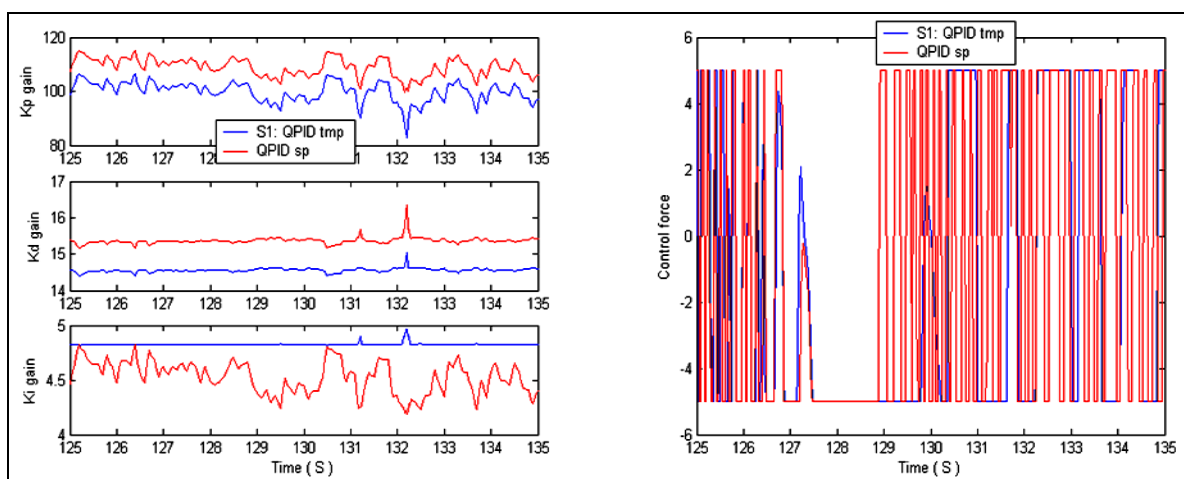 120
100
80
Kp gain
S1: QPID tmp
QPID sp
125 126 127 128 129 130 131 132 133 134 135
17
16
15
14
Kd gain
125 126 127 128 129 130 131 132 133 134 135
5
4.5
4
Ki gain
125 126 127 128 129 130 131 132 133 134 135
Time ( S )
S1: QPID tmp
QPID sp
6
4
2
0
-2
-4
-6
Control force
125 126 127 128 129 130 131 132 133 134 135
Time ( S )